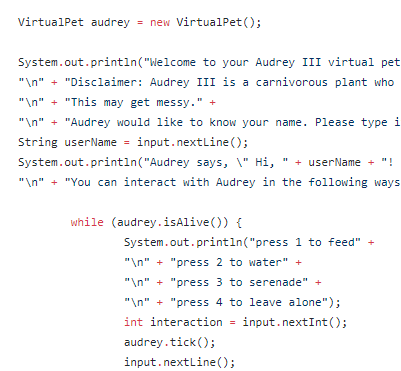 VirtualPet audrey = new VirtualPet();
System.out.println("Welcome to your Audrey III virtual pet
"\n" + "Disclaimer: Audrey III is a carnivorous plant who
"\n" + "This may get messy." +
"\n" + "Audrey would like to know your name. Please type i
String userName = input.nextLine();
System.out.println("Audrey says, \" Hi, " + userName + "!
"\n" + "You can interact with Audrey in the following ways
while (audrey.isAlive()) {
System.out.println("press 1 to feed" +
"\n" + "press 2 to water" +
"\n" + "press 3 to serenade" +
"\n" + "press 4 to leave alone");
int interaction = input.nextInt();
audrey.tick();
input.nextLine();